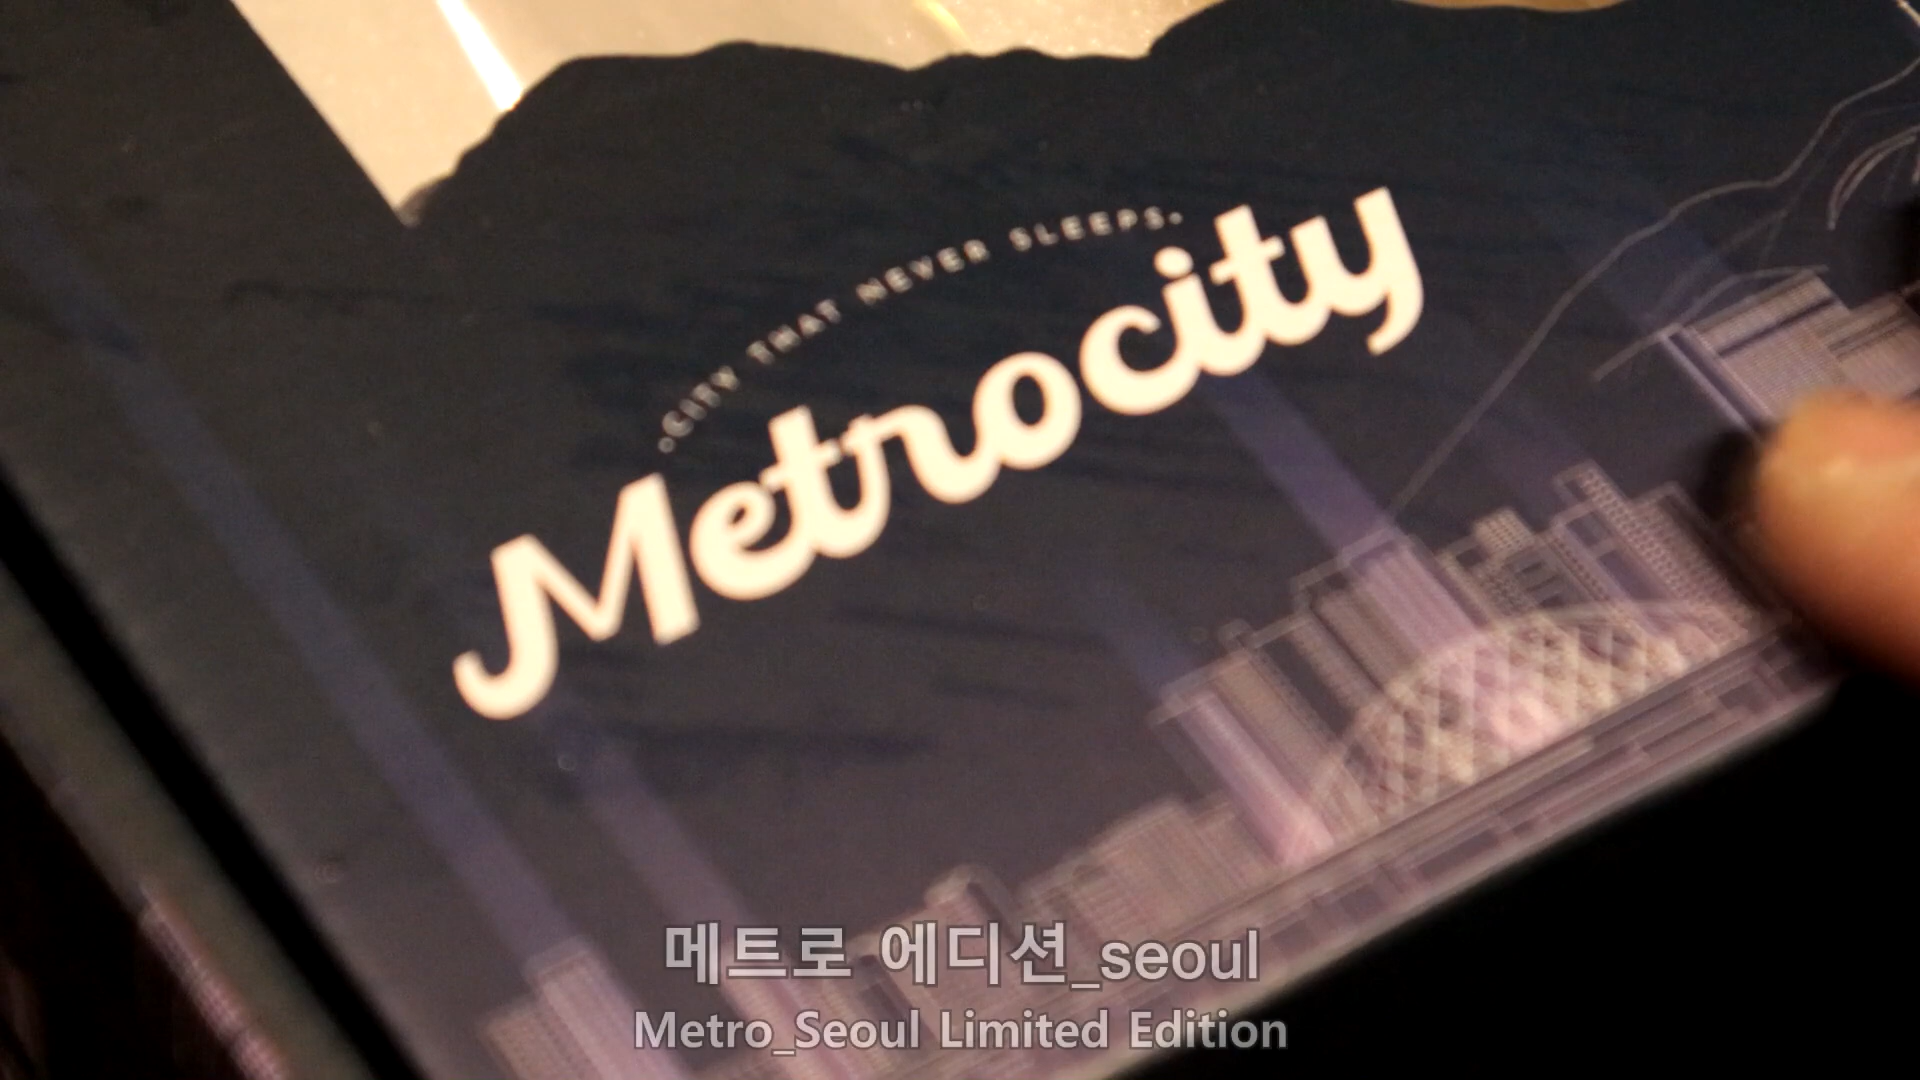 .CITY THAT NEVER SLEEPS.
Metrocity
메트로 에디션_seoul
Metro_Seoul Limited Edition